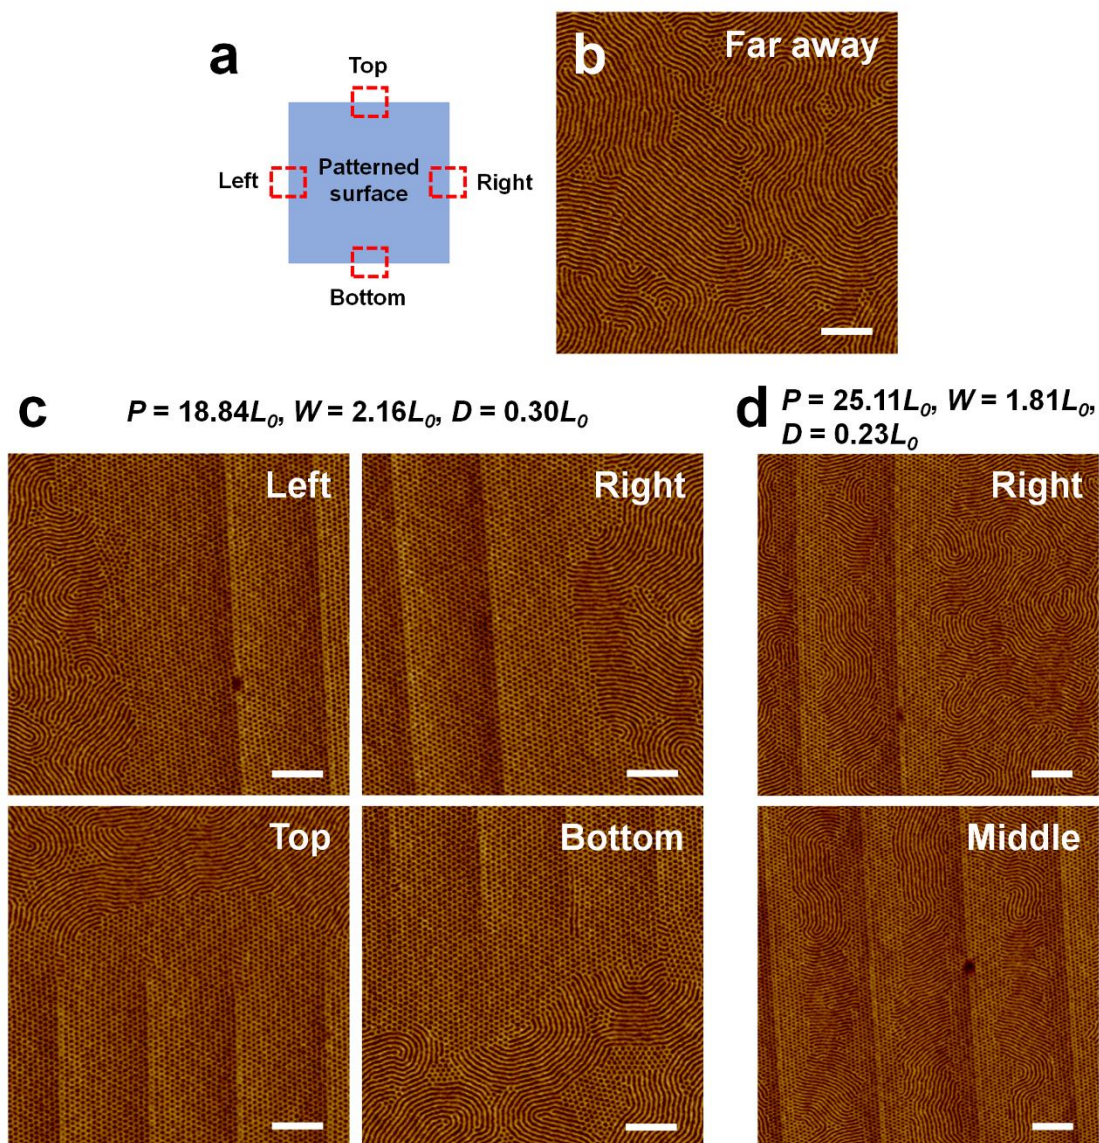 a
Top
Left
Patterned
surface
Right
Bottom
b
Far away
c
P = 18.84L₀, W = 2.16L₀, D = 0.30L₀
Left
Right
Top
Bottom
d
P = 25.11L₀, W = 1.81L₀,
D = 0.23L₀
Right
Middle